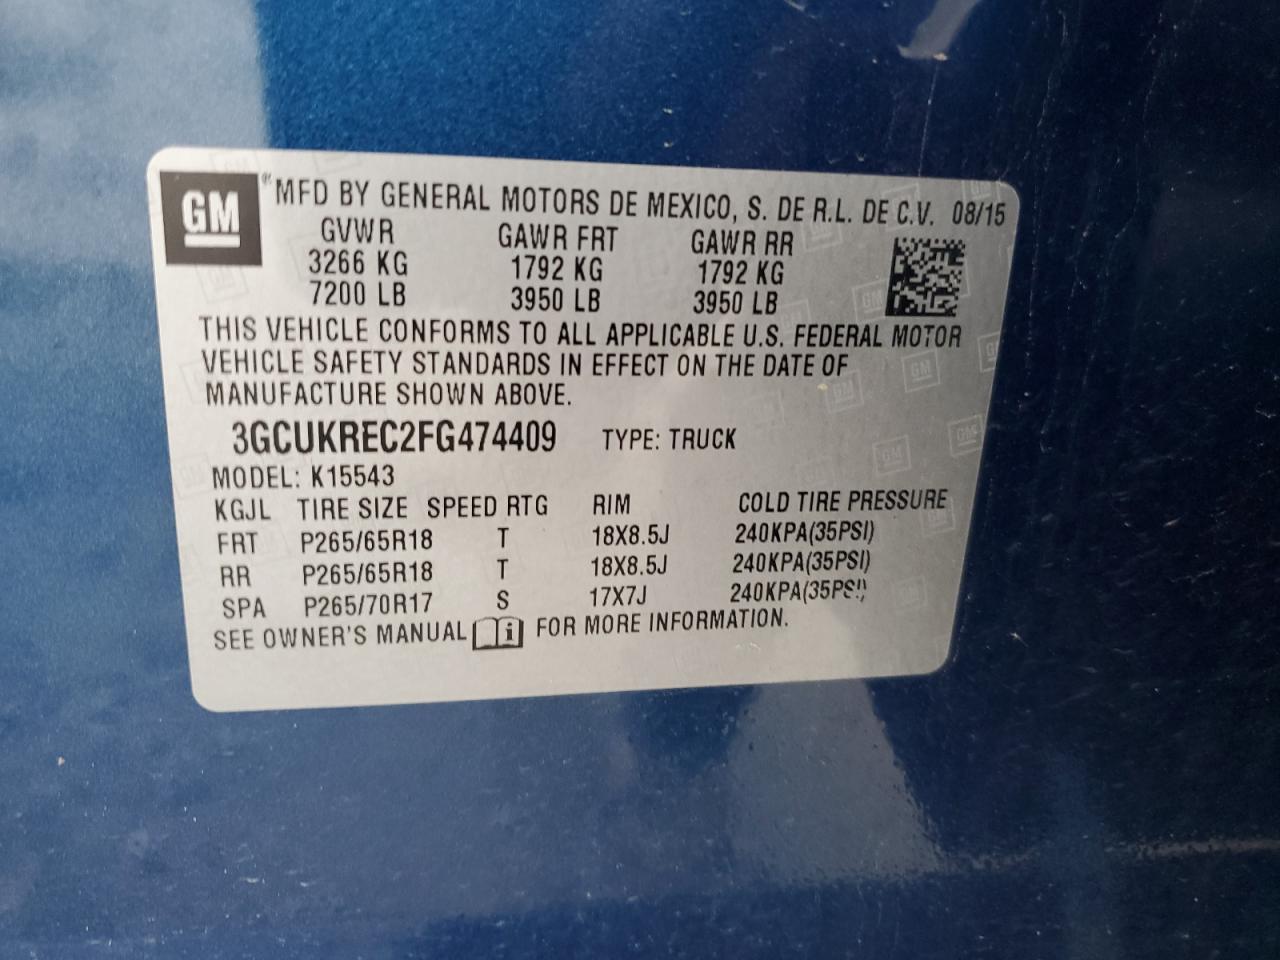 GM ® MFD BY GENERAL MOTORS DE MEXICO, S. DE R.L. DE C.V. 08/15
GVWR GAWR FRT GAWR RR
3266 KG 1792 KG 1792 KG
7200 LB 3950 LB 3950 LB
THIS VEHICLE CONFORMS TO ALL APPLICABLE U.S. FEDERAL MOTOR
VEHICLE SAFETY STANDARDS IN EFFECT ON THE DATE OF
MANUFACTURE SHOWN ABOVE.
3GCUKREC2FG474409 TYPE: TRUCK
MODEL: K15543
KGJL TIRE SIZE SPEED RTG RIM COLD TIRE PRESSURE
FRT P265/65R18 T 18X8.5J 240KPA(35PSI)
RR P265/65R18 T 18X8.5J 240KPA(35PSI)
SPA P265/70R17 S 17X7J 240KPA(35PSI)
SEE OWNER'S MANUAL i FOR MORE INFORMATION.